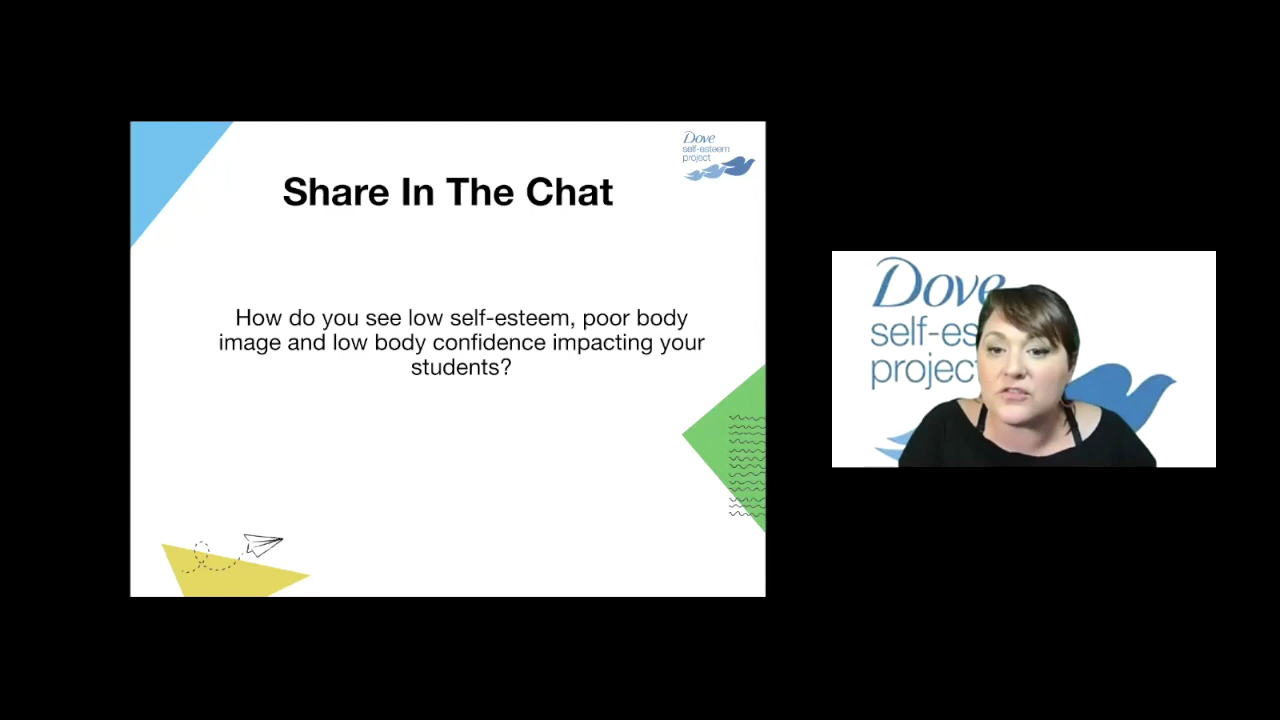 Dove
self-esteem
project
Share In The Chat
How do you see low self-esteem, poor body
image and low body confidence impacting your
students?
Dove
self-es
projec